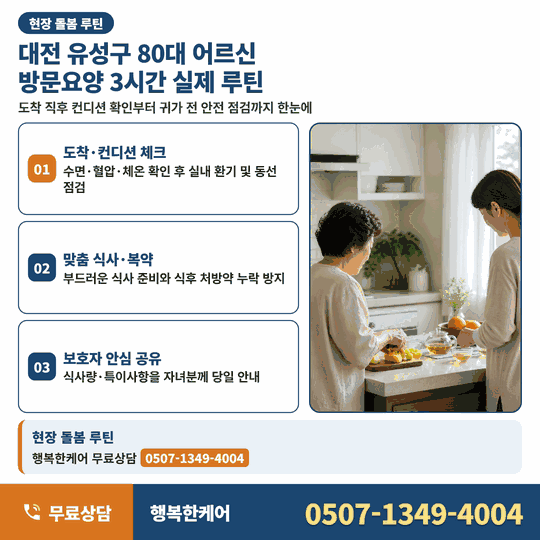 현장 돌봄 루틴
대전 유성구 80대 어르신
방문요양 3시간 실제 루틴
도착 직후 컨디션 확인부터 귀가 전 안전 점검까지 한눈에
01
도착·컨디션 체크
수면·혈압·체온 확인 후 실내 환기 및 동선
점검
02
맞춤 식사·복약
부드러운 식사 준비와 식후 처방약 누락 방지
03
보호자 안심 공유
식사량·특이사항을 자녀분께 당일 안내
현장 돌봄 루틴
행복한케어 무료상담 0507-1349-4004
무료상담 행복한케어 0507-1349-4004